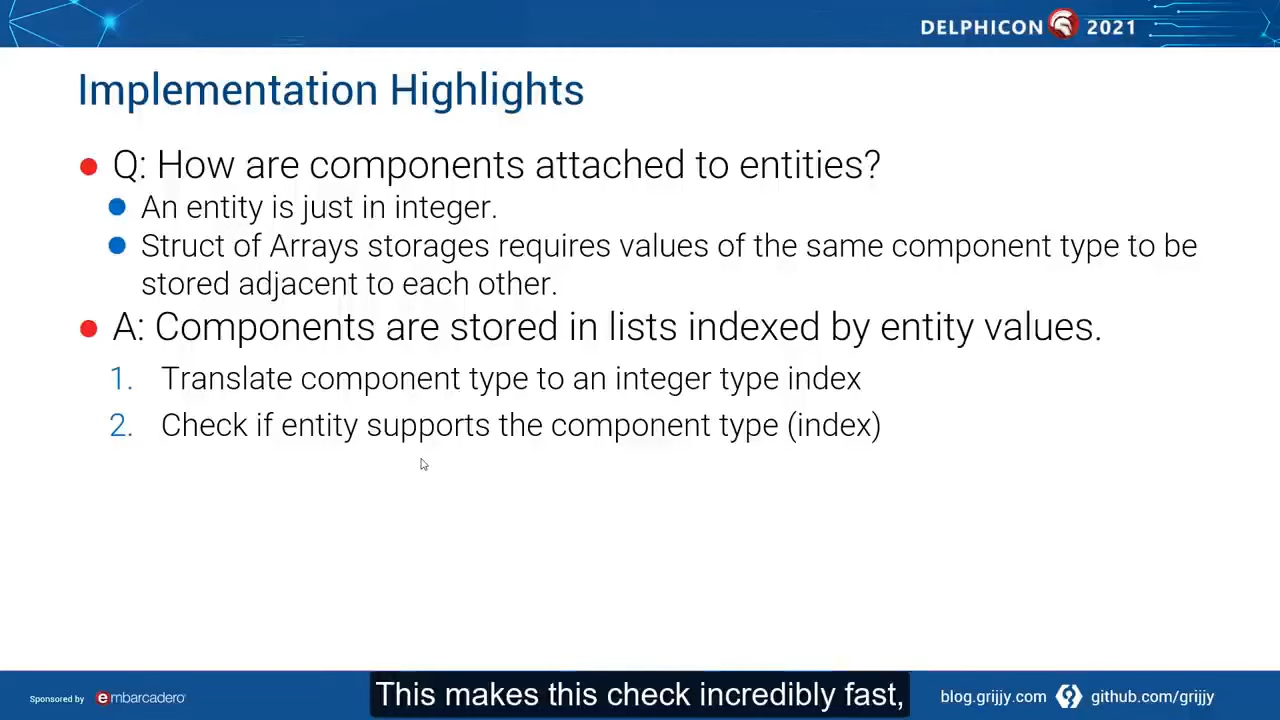 DELPHICON 2021
Implementation Highlights
Q: How are components attached to entities?
An entity is just in integer.
Struct of Arrays storages requires values of the same component type to be
stored adjacent to each other.
A: Components are stored in lists indexed by entity values.
1. Translate component type to an integer type index
2. Check if entity supports the component type (index)
Sponsored by embarcadero
This makes this check incredibly fast,
blog.grijjy.com github.com/grijjy